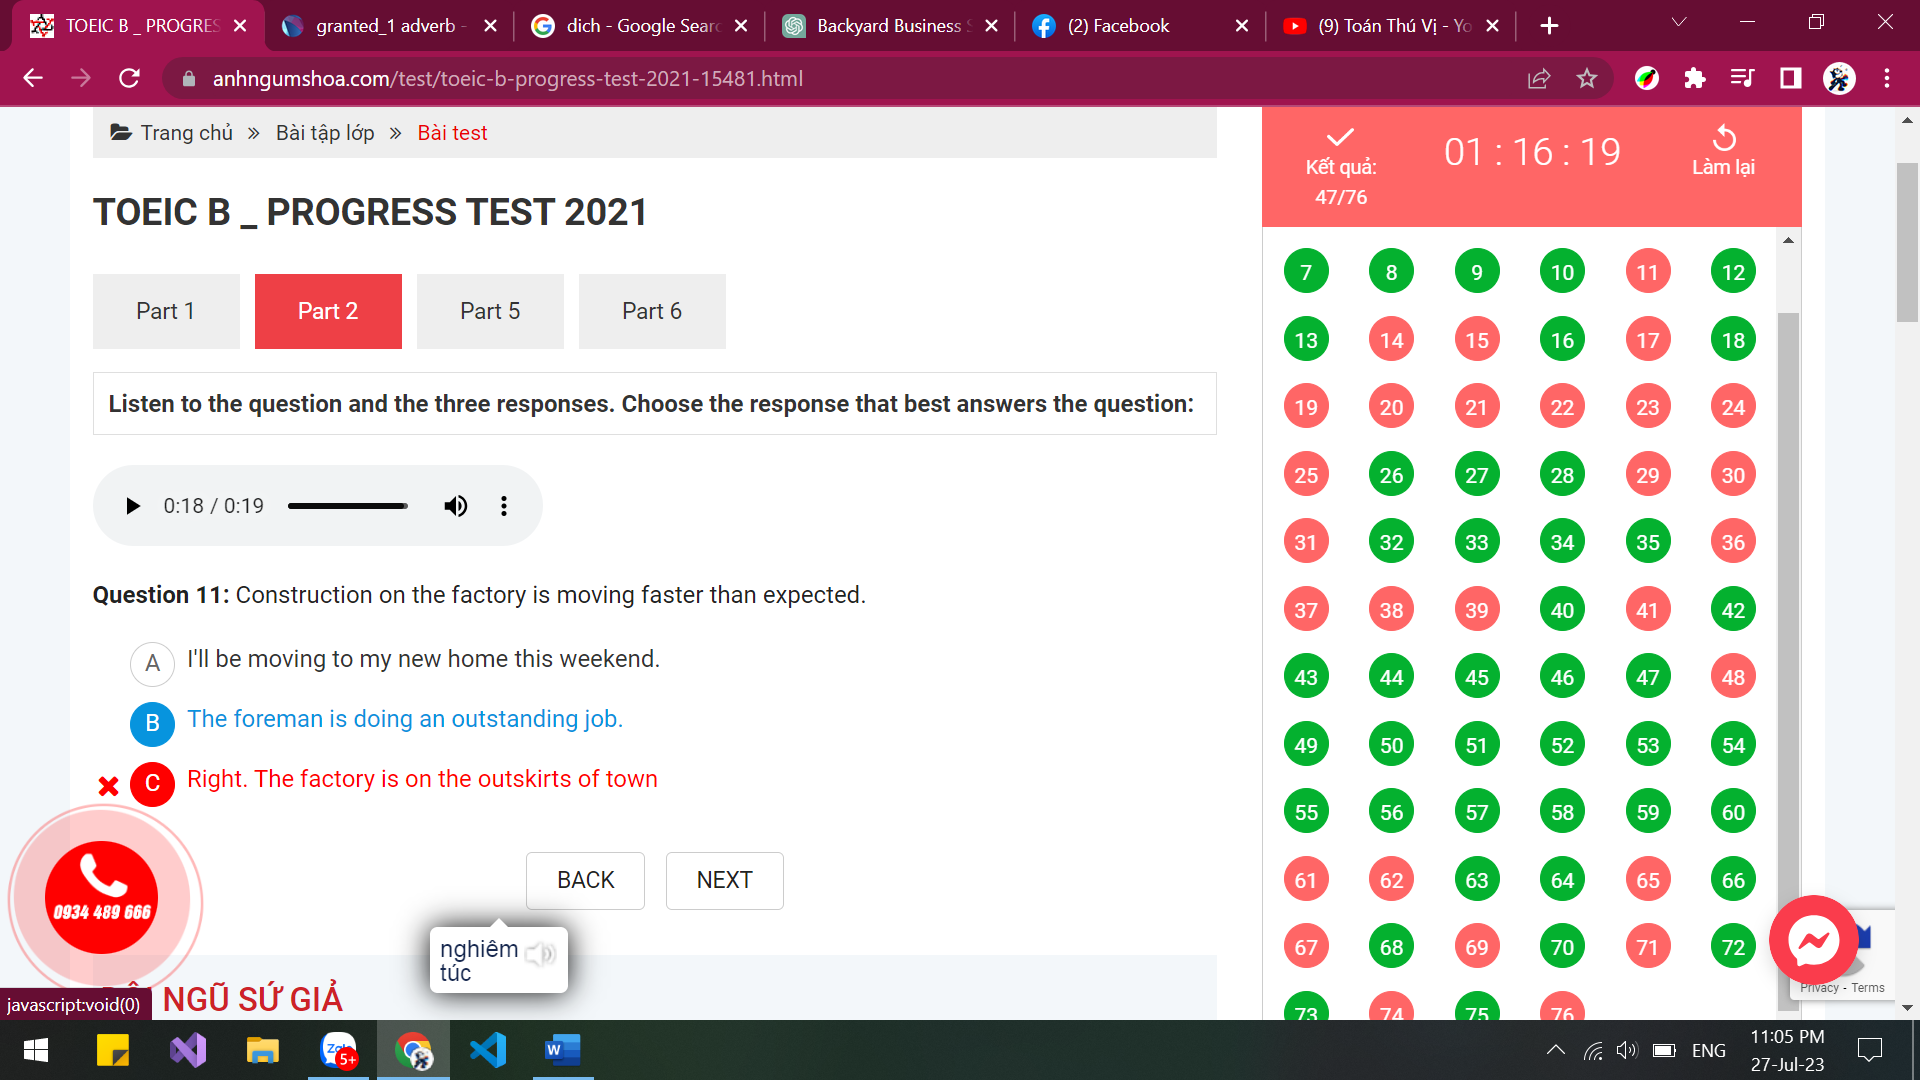 TOEIC B _ PROGRES
granted_1 adverb -
dich - Google Searc
Backyard Business S
(2) Facebook
(9) Toán Thú Vị - Yo
anhngumshoa.com/test/toeic-b-progress-test-2021-15481.html
Trang chủ » Bài tập lớp » Bài test
TOEIC B _ PROGRESS TEST 2021
Part 1 Part 2 Part 5 Part 6
Listen to the question and the three responses. Choose the response that best answers the question:
0:18 / 0:19
Question 11: Construction on the factory is moving faster than expected.
A I'll be moving to my new home this weekend.
B The foreman is doing an outstanding job.
C Right. The factory is on the outskirts of town
BACK NEXT
0934 489 666
nghiêm
túc
NGŨ SỨ GIẢ
javascript:void(0)
Kết quả:
47/76
01 : 16 : 19
Làm lại
7 8 9 10 11 12
13 14 15 16 17 18
19 20 21 22 23 24
25 26 27 28 29 30
31 32 33 34 35 36
37 38 39 40 41 42
43 44 45 46 47 48
49 50 51 52 53 54
55 56 57 58 59 60
61 62 63 64 65 66
67 68 69 70 71 72
73 74 75 76
Privacy - Terms
Zalo
5+
W
ENG
11:05 PM
27-Jul-23